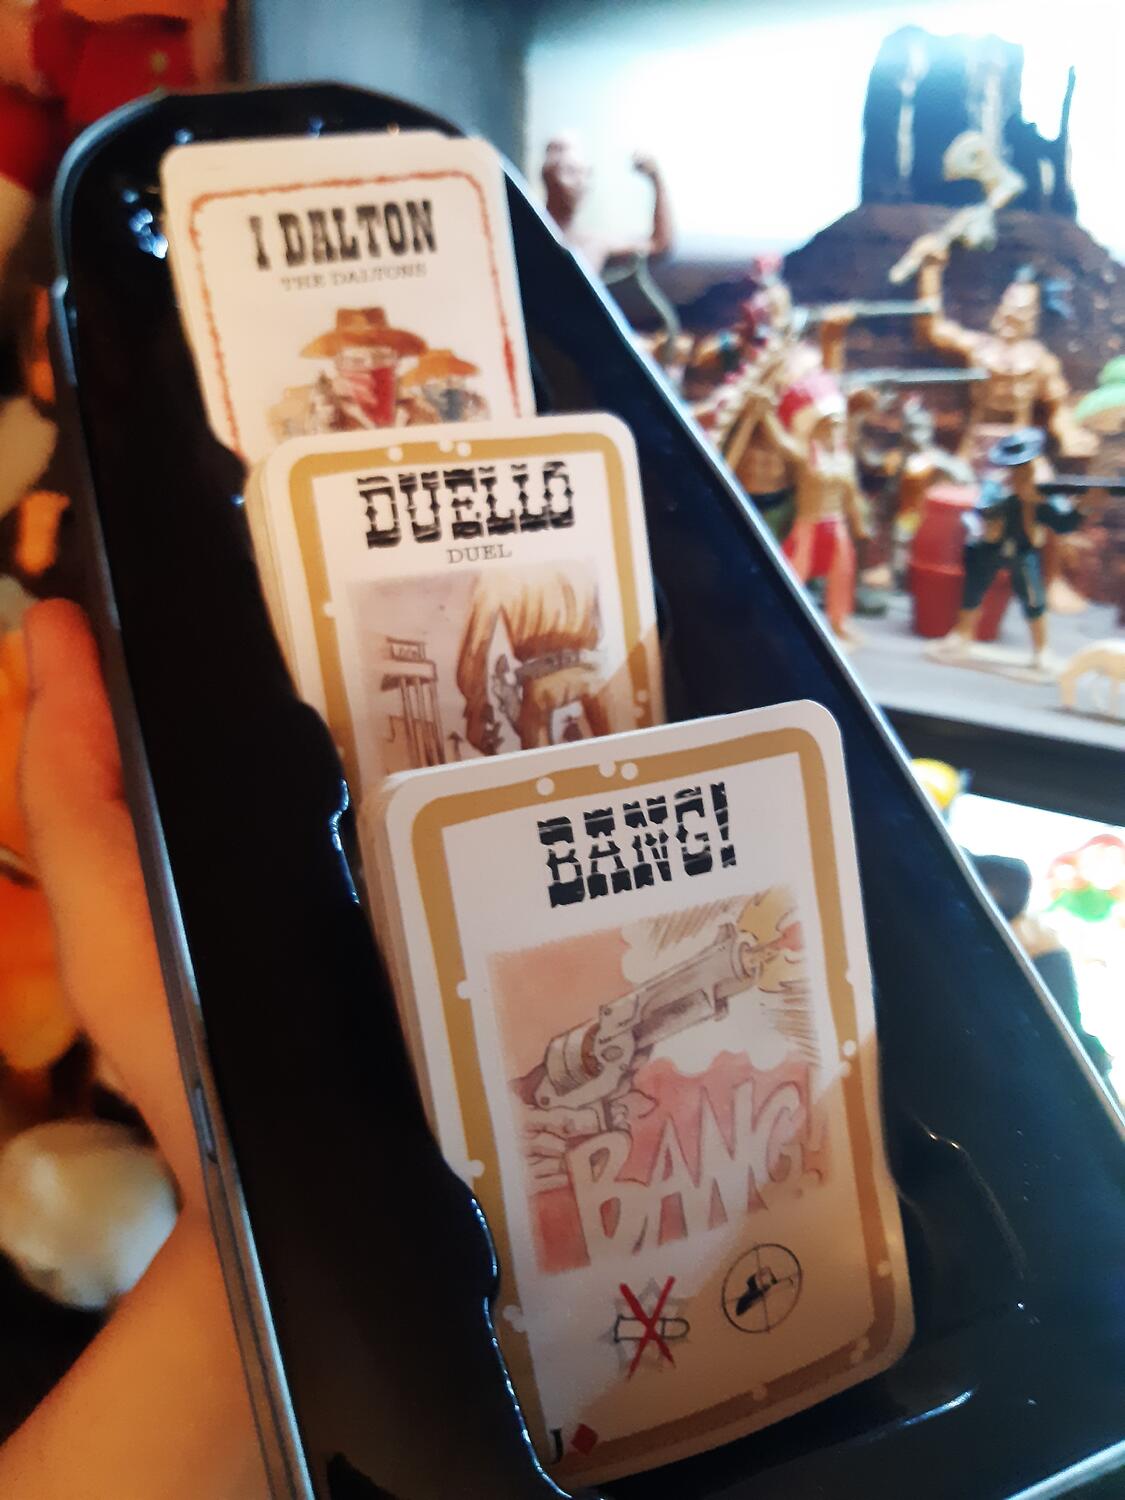 I DALTON
THE DALTONS
DUELLO
DUEL
BANG!
BANG!
J